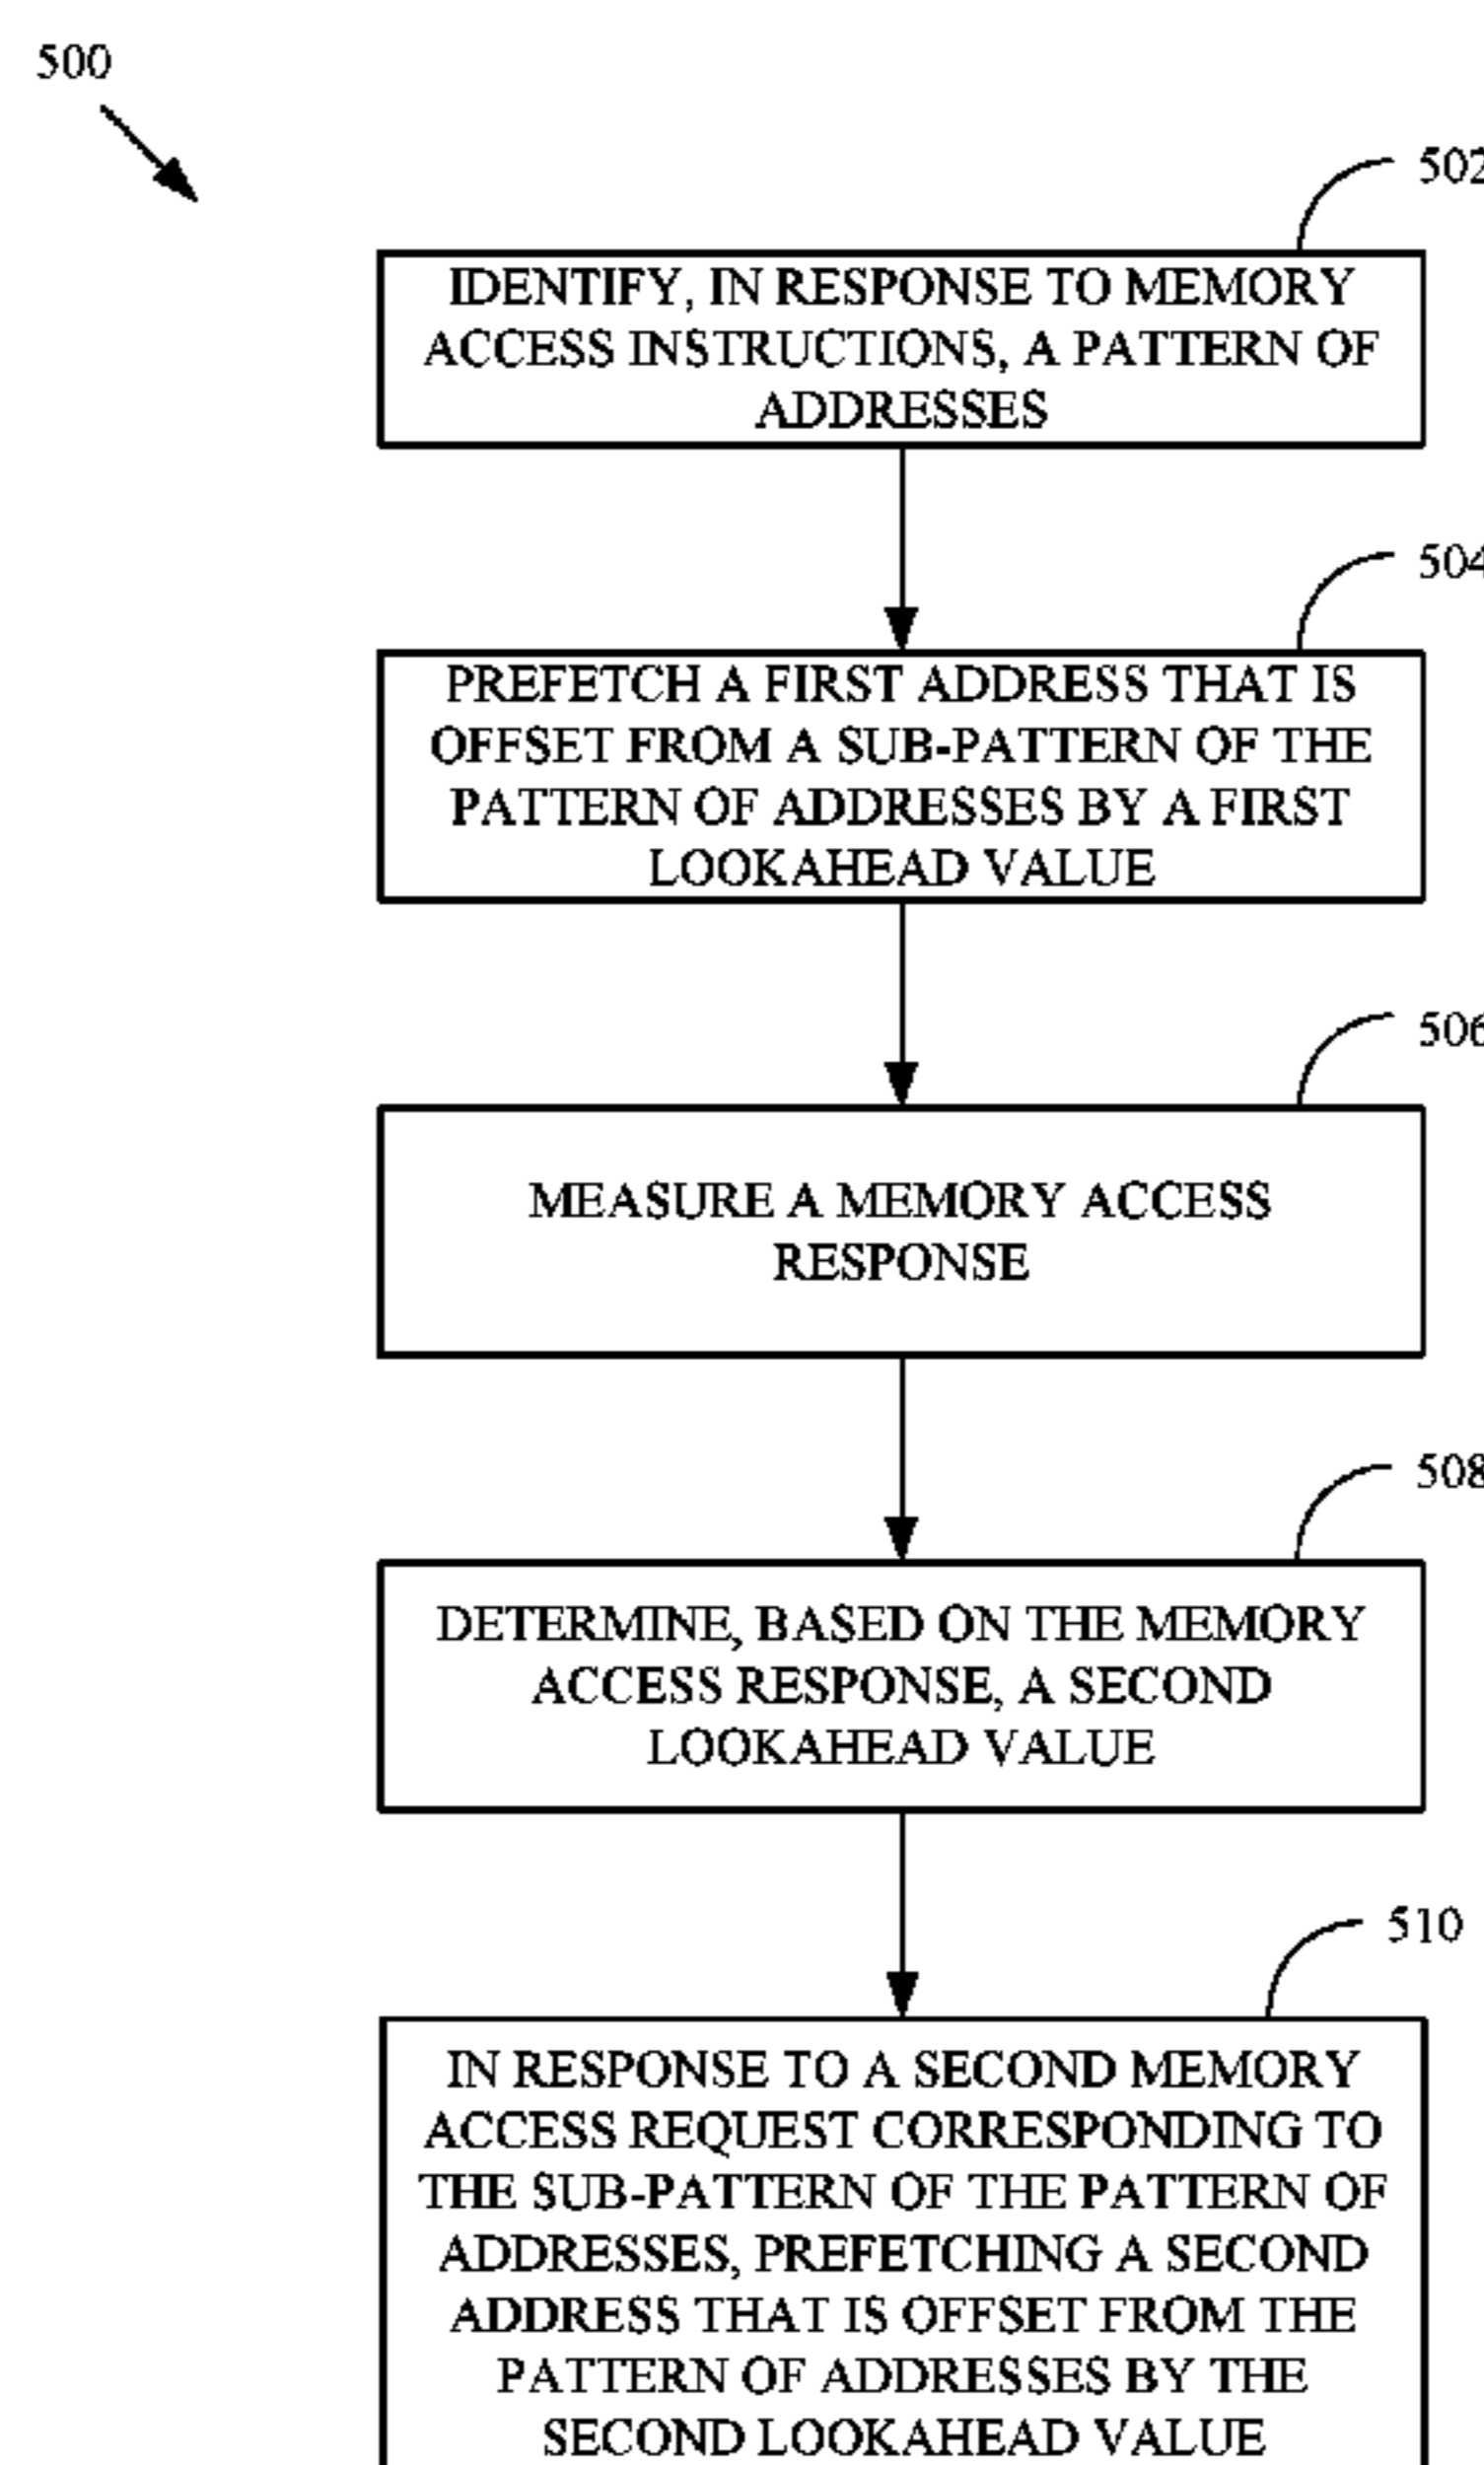 500
502
IDENTIFY, IN RESPONSE TO MEMORY
ACCESS INSTRUCTIONS, A PATTERN OF
ADDRESSES
504
PREFETCH A FIRST ADDRESS THAT IS
OFFSET FROM A SUB-PATTERN OF THE
PATTERN OF ADDRESSES BY A FIRST
LOOKAHEAD VALUE
506
MEASURE A MEMORY ACCESS
RESPONSE
508
DETERMINE, BASED ON THE MEMORY
ACCESS RESPONSE, A SECOND
LOOKAHEAD VALUE
510
IN RESPONSE TO A SECOND MEMORY
ACCESS REQUEST CORRESPONDING TO
THE SUB-PATTERN OF THE PATTERN OF
ADDRESSES, PREFETCHING A SECOND
ADDRESS THAT IS OFFSET FROM THE
PATTERN OF ADDRESSES BY THE
SECOND LOOKAHEAD VALUE